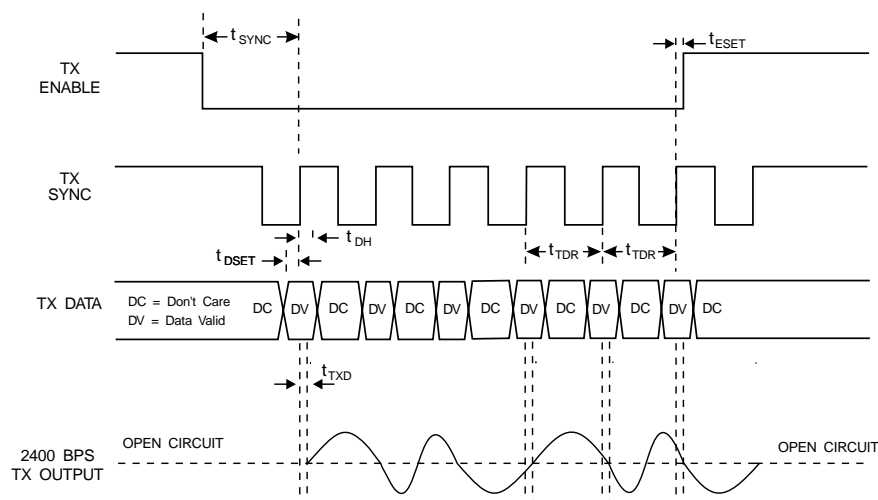 tSYNC
tESET
TX
ENABLE
TX
SYNC
tDH
tDSET
tTDR tTDR
TX DATA
DC = Don't Care
DV = Data Valid
DC DV DC DV DC DV DC DV DC DV DC DV DC
tTXD
OPEN CIRCUIT
OPEN CIRCUIT
2400 BPS
TX OUTPUT